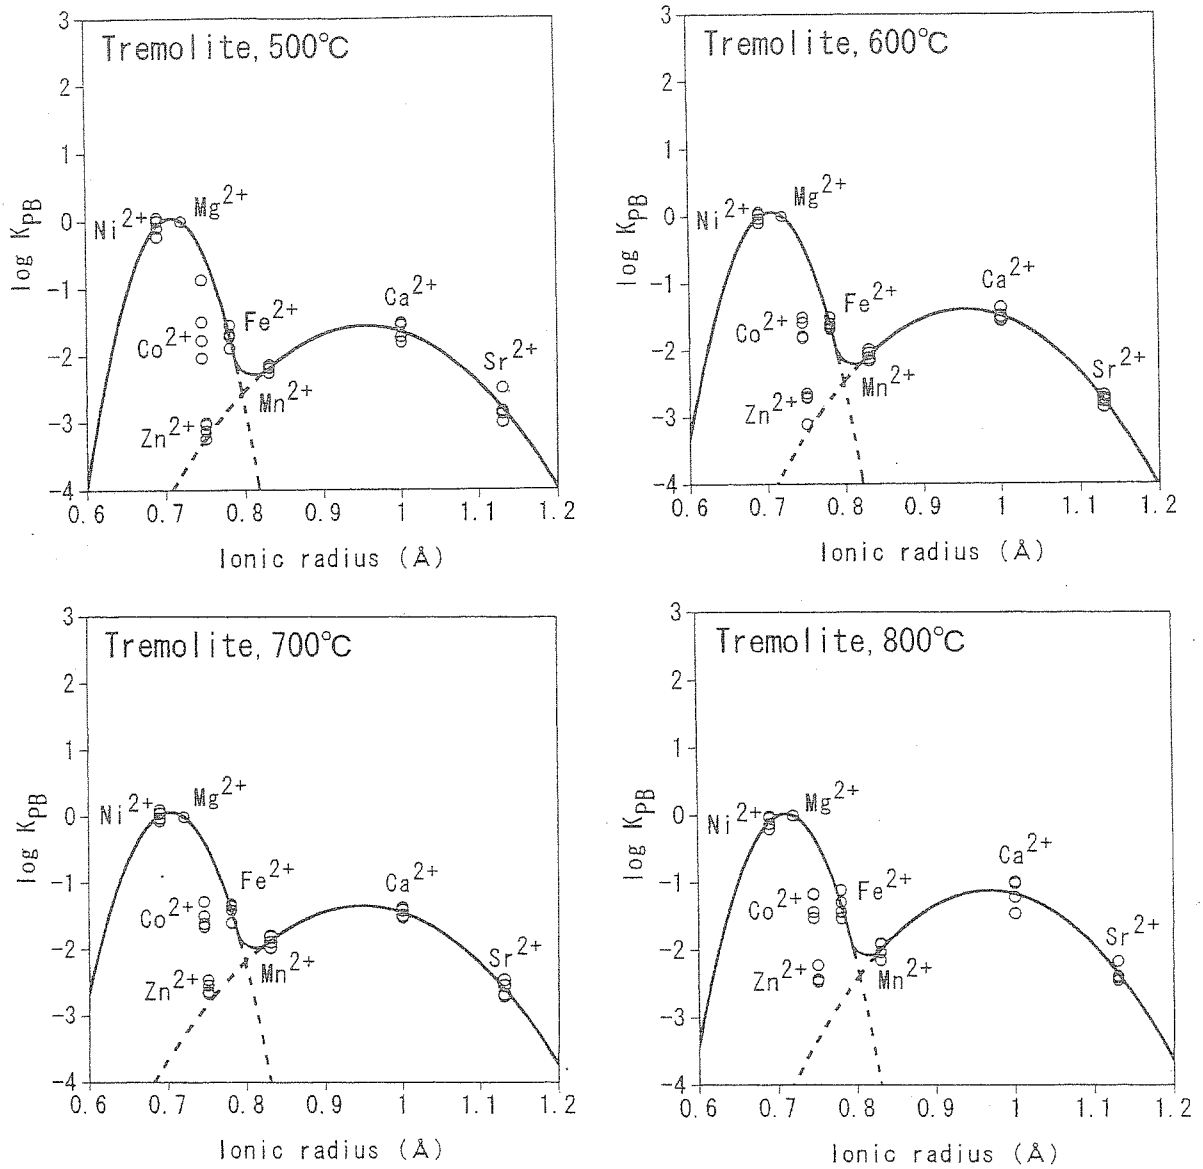 Tremolite, 500℃
3
2
1
0
-1
-2
-3
-4
log KPB
Ni2+
Mg2+
Co2+
Fe2+
Zn2+
Mn2+
Ca2+
Sr2+
0.6 0.7 0.8 0.9 1 1.1 1.2
Ionic radius (Å)
Tremolite, 600℃
3
2
1
0
-1
-2
-3
-4
log KPB
Ni2+
Mg2+
Co2+
Fe2+
Zn2+
Mn2+
Ca2+
Sr2+
0.6 0.7 0.8 0.9 1 1.1 1.2
Ionic radius (Å)
Tremolite, 700℃
3
2
1
0
-1
-2
-3
-4
log KPB
Ni2+
Mg2+
Co2+
Fe2+
Zn2+
Mn2+
Ca2+
Sr2+
0.6 0.7 0.8 0.9 1 1.1 1.2
Ionic radius (Å)
Tremolite, 800℃
3
2
1
0
-1
-2
-3
-4
log KPB
Ni2+
Mg2+
Co2+
Fe2+
Zn2+
Mn2+
Ca2+
Sr2+
0.6 0.7 0.8 0.9 1 1.1 1.2
Ionic radius (Å)